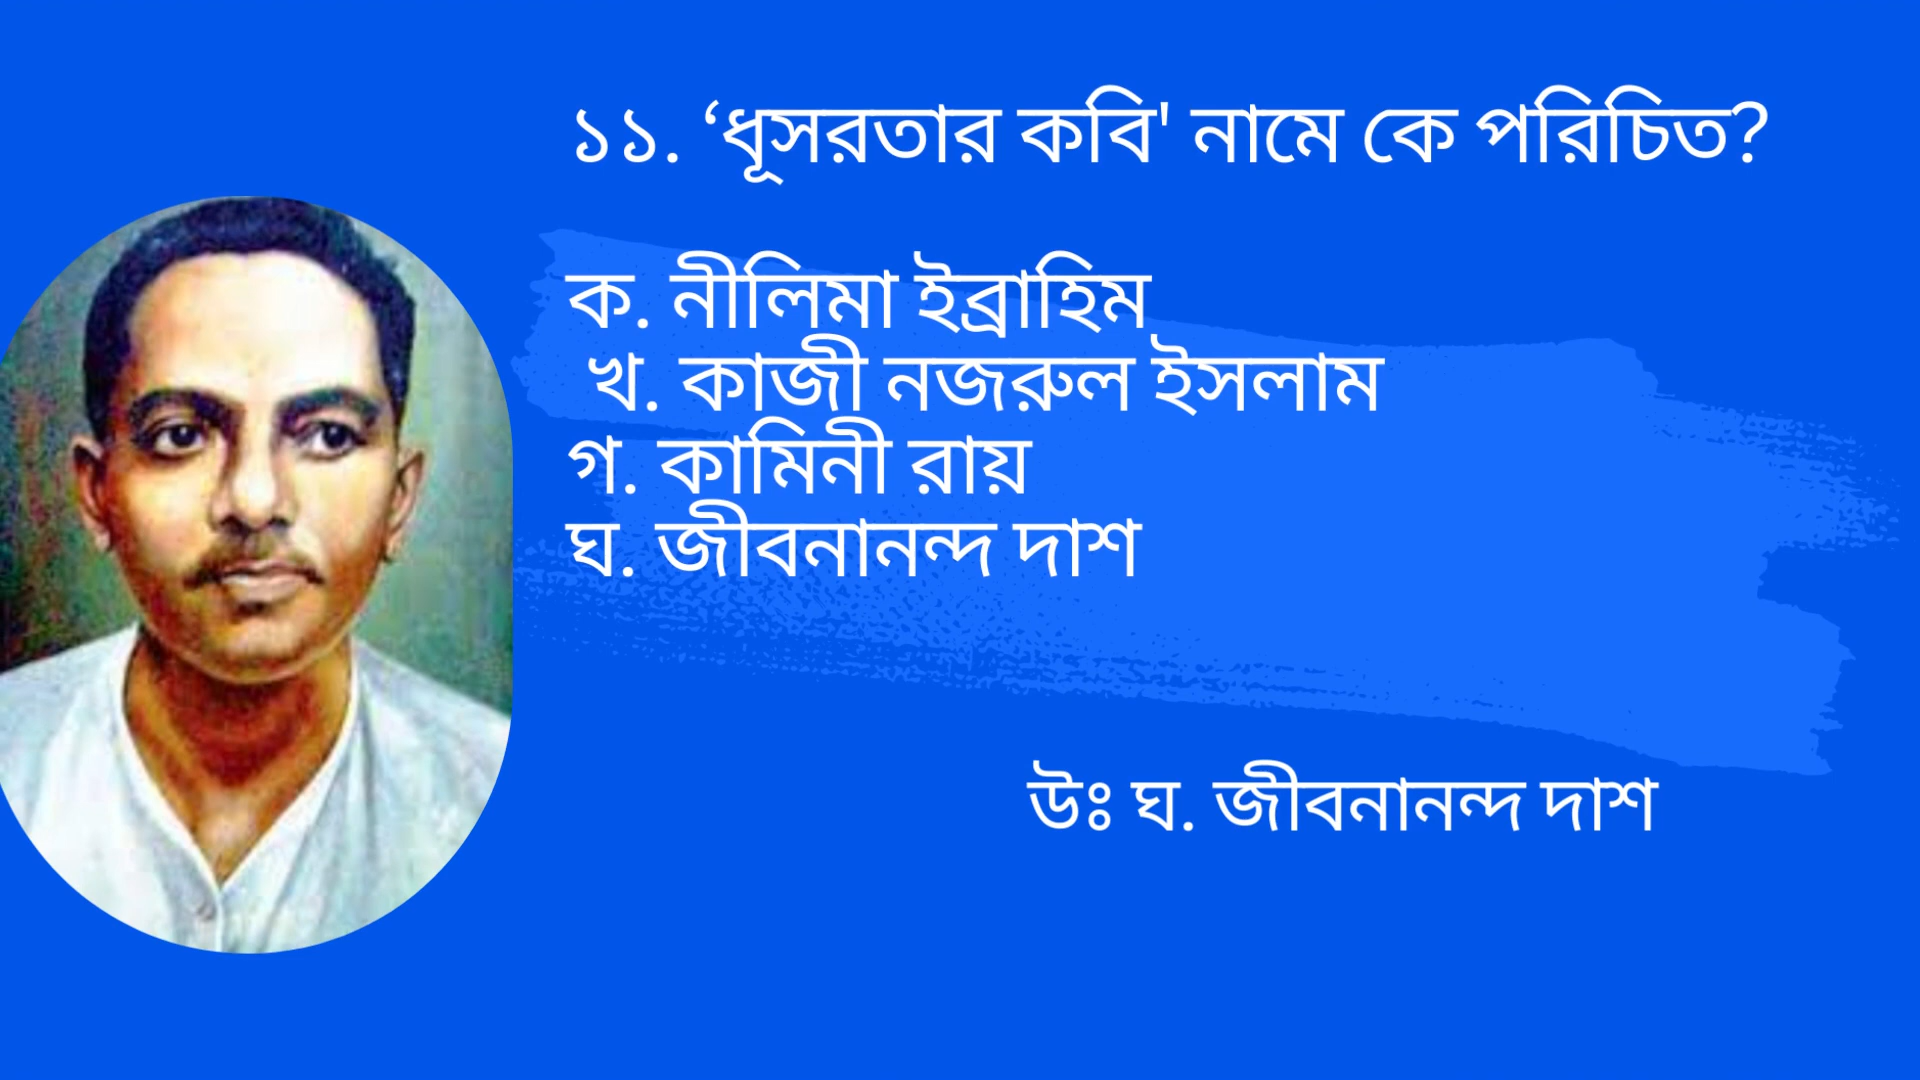 ১১. ‘ধূসরতার কবি' নামে কে পরিচিত?
ক. নীলিমা ইব্রাহিম
খ. কাজী নজরুল ইসলাম
গ. কামিনী রায়
ঘ. জীবনানন্দ দাশ
উঃ ঘ. জীবনানন্দ দাশ